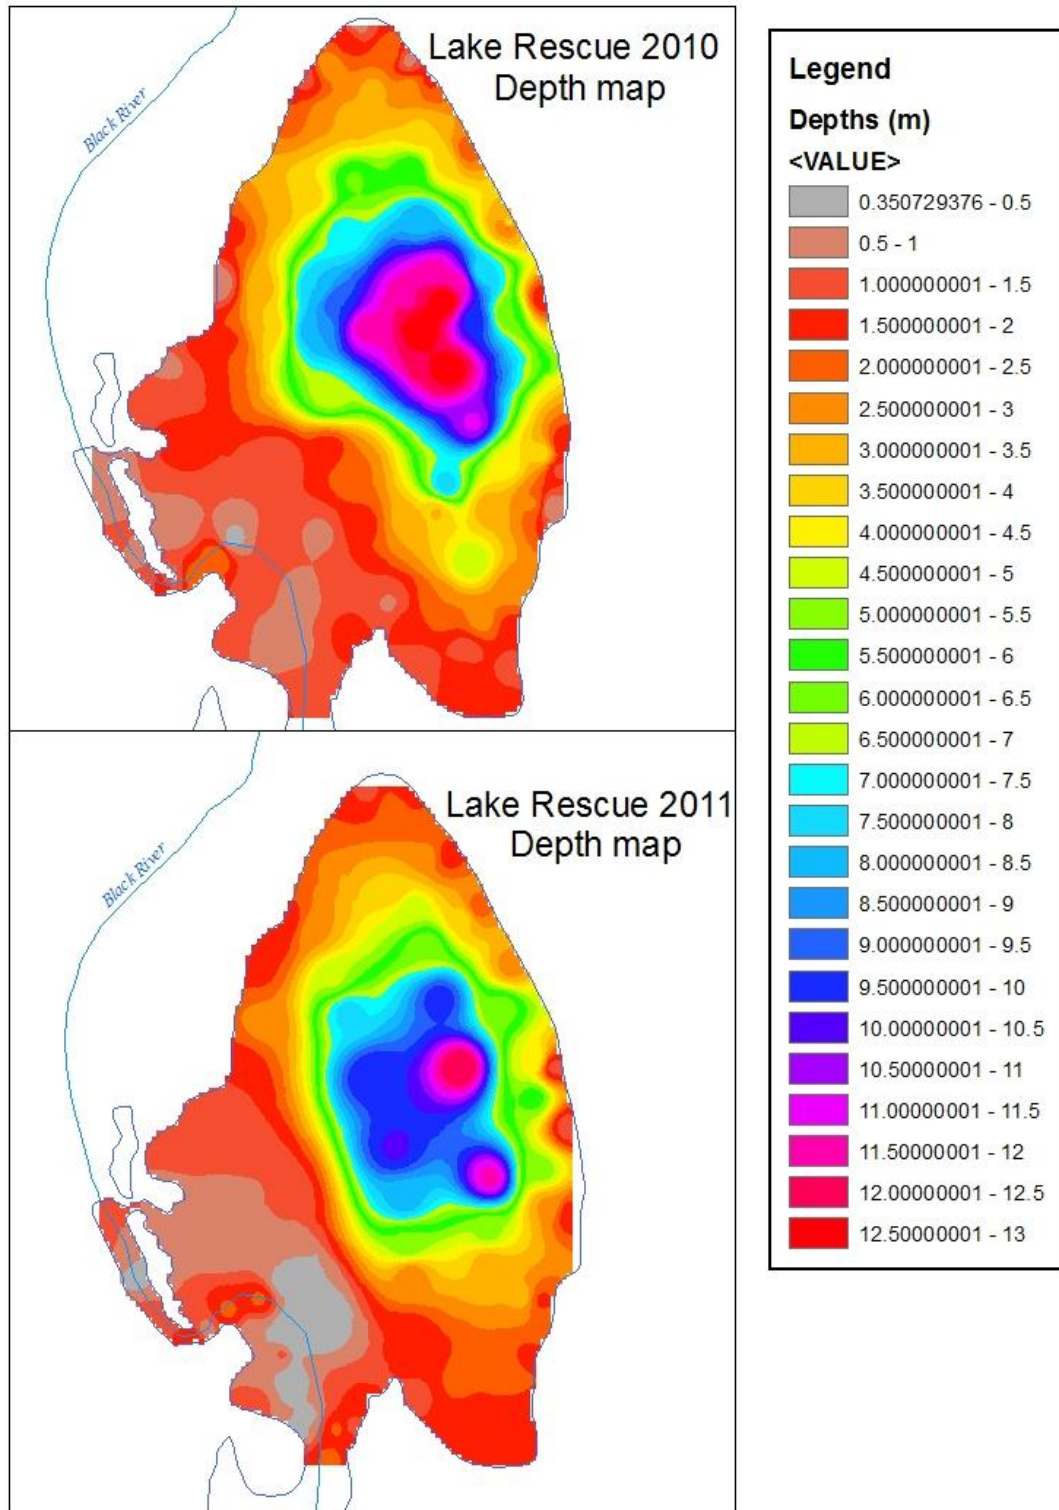 Lake Rescue 2010
Depth map
Black River
Lake Rescue 2011
Depth map
Black River
Legend
Depths (m)
<VALUE>
0.350729376 - 0.5
0.5 - 1
1.000000001 - 1.5
1.500000001 - 2
2.000000001 - 2.5
2.500000001 - 3
3.000000001 - 3.5
3.500000001 - 4
4.000000001 - 4.5
4.500000001 - 5
5.000000001 - 5.5
5.500000001 - 6
6.000000001 - 6.5
6.500000001 - 7
7.000000001 - 7.5
7.500000001 - 8
8.000000001 - 8.5
8.500000001 - 9
9.000000001 - 9.5
9.500000001 - 10
10.00000001 - 10.5
10.50000001 - 11
11.00000001 - 11.5
11.50000001 - 12
12.00000001 - 12.5
12.50000001 - 13